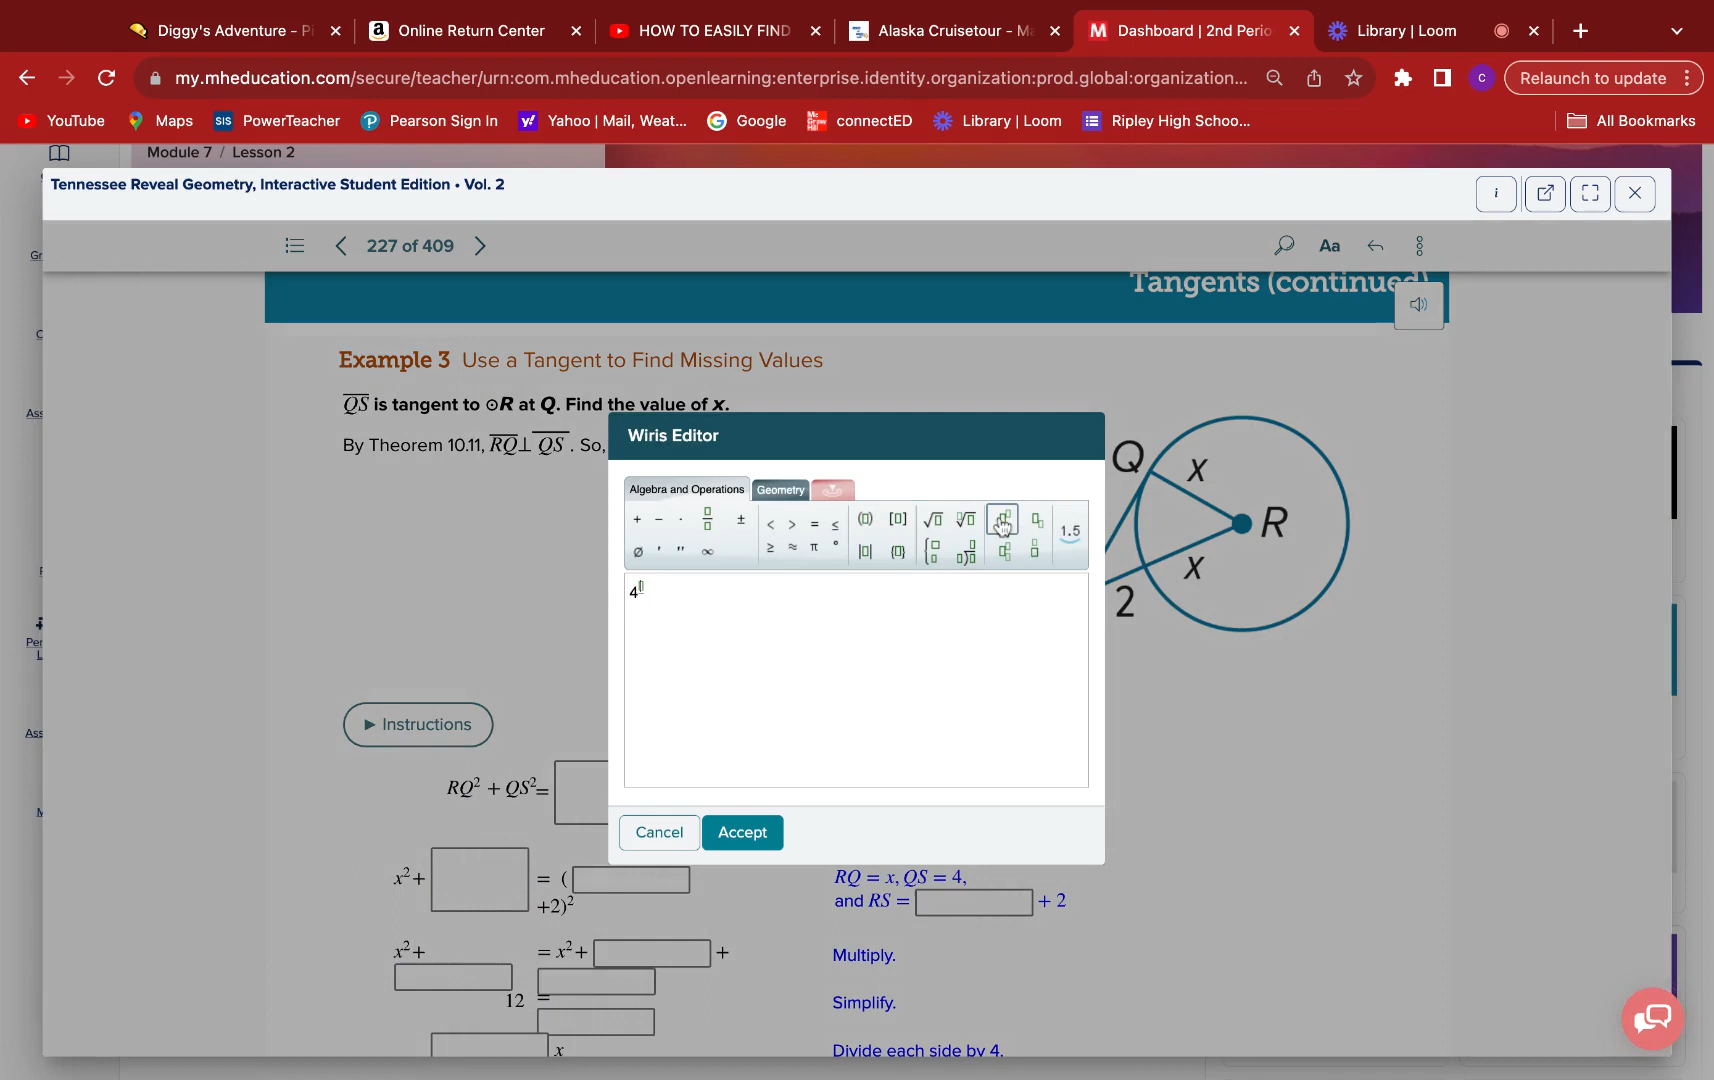 Diggy's Adventure - Pi
Online Return Center
HOW TO EASILY FIND
Alaska Cruisetour - Ma
Dashboard | 2nd Perio
Library | Loom
my.mheducation.com/secure/teacher/urn:com.mheducation.openlearning:enterprise.identity.organization:prod.global:organization...
Relaunch to update
YouTube
Maps
SIS PowerTeacher
Pearson Sign In
Yahoo | Mail, Weat...
Google
connectED
Library | Loom
Ripley High Schoo...
All Bookmarks
Module 7 / Lesson 2
Tennessee Reveal Geometry, Interactive Student Edition • Vol. 2
i
227 of 409
Aa
Tangents (continued)
Example 3 Use a Tangent to Find Missing Values
QS is tangent to ⊙R at Q. Find the value of x.
By Theorem 10.11, RQ⊥ QS . So,
Wiris Editor
Algebra and Operations
Geometry
+ − · ± < > = ≤ (▯) [▯] √▯ 1.5
∅ ' '' ∞ ≥ ≈ π ° |▯| {▯}
4
Q
x
R
x
2
Instructions
RQ² + QS²=
Cancel
Accept
x²+ = (
+2)²
RQ = x, QS = 4,
and RS = + 2
x²+ = x²+ +
Multiply.
12 =
Simplify.
x
Divide each side by 4.